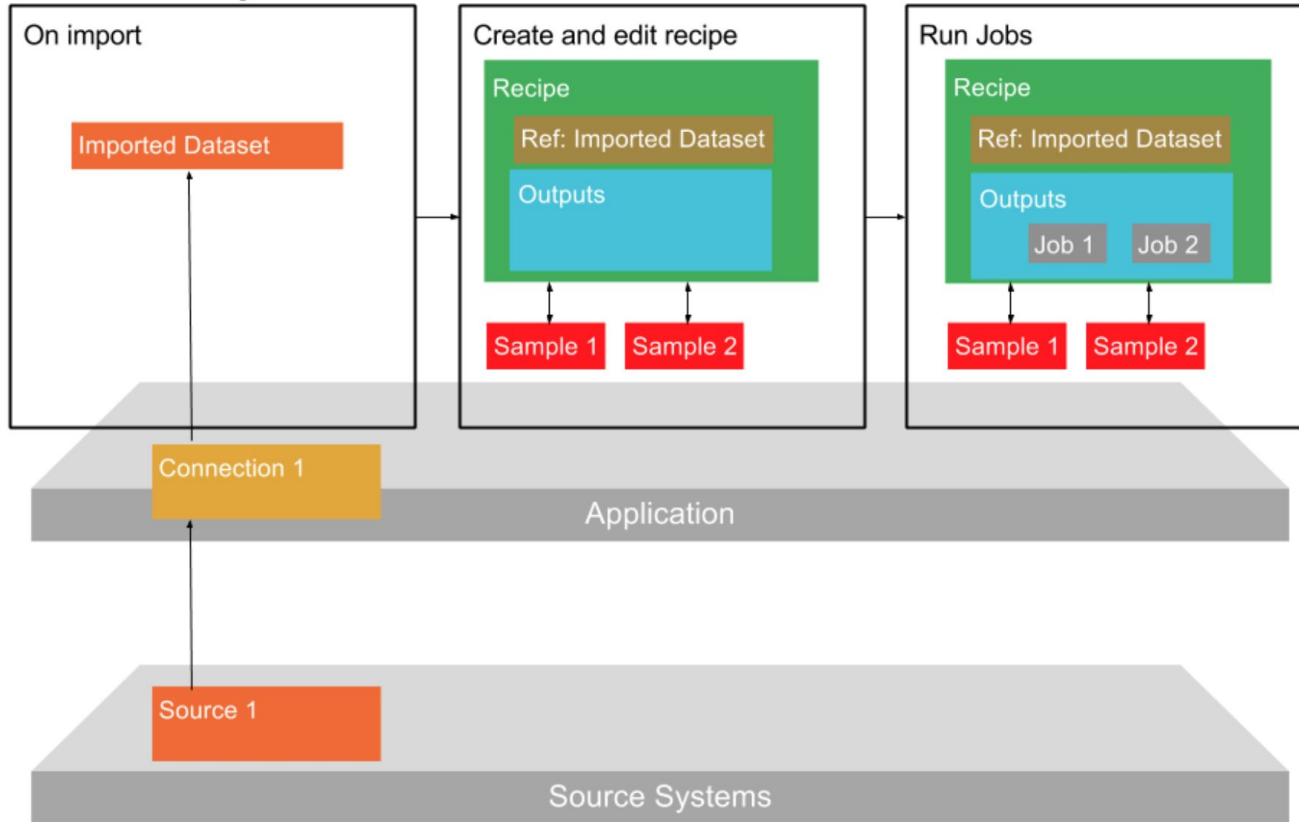 On import
Imported Dataset
Create and edit recipe
Recipe
Ref: Imported Dataset
Outputs
Sample 1
Sample 2
Run Jobs
Recipe
Ref: Imported Dataset
Outputs
Job 1
Job 2
Sample 1
Sample 2
Connection 1
Application
Source 1
Source Systems